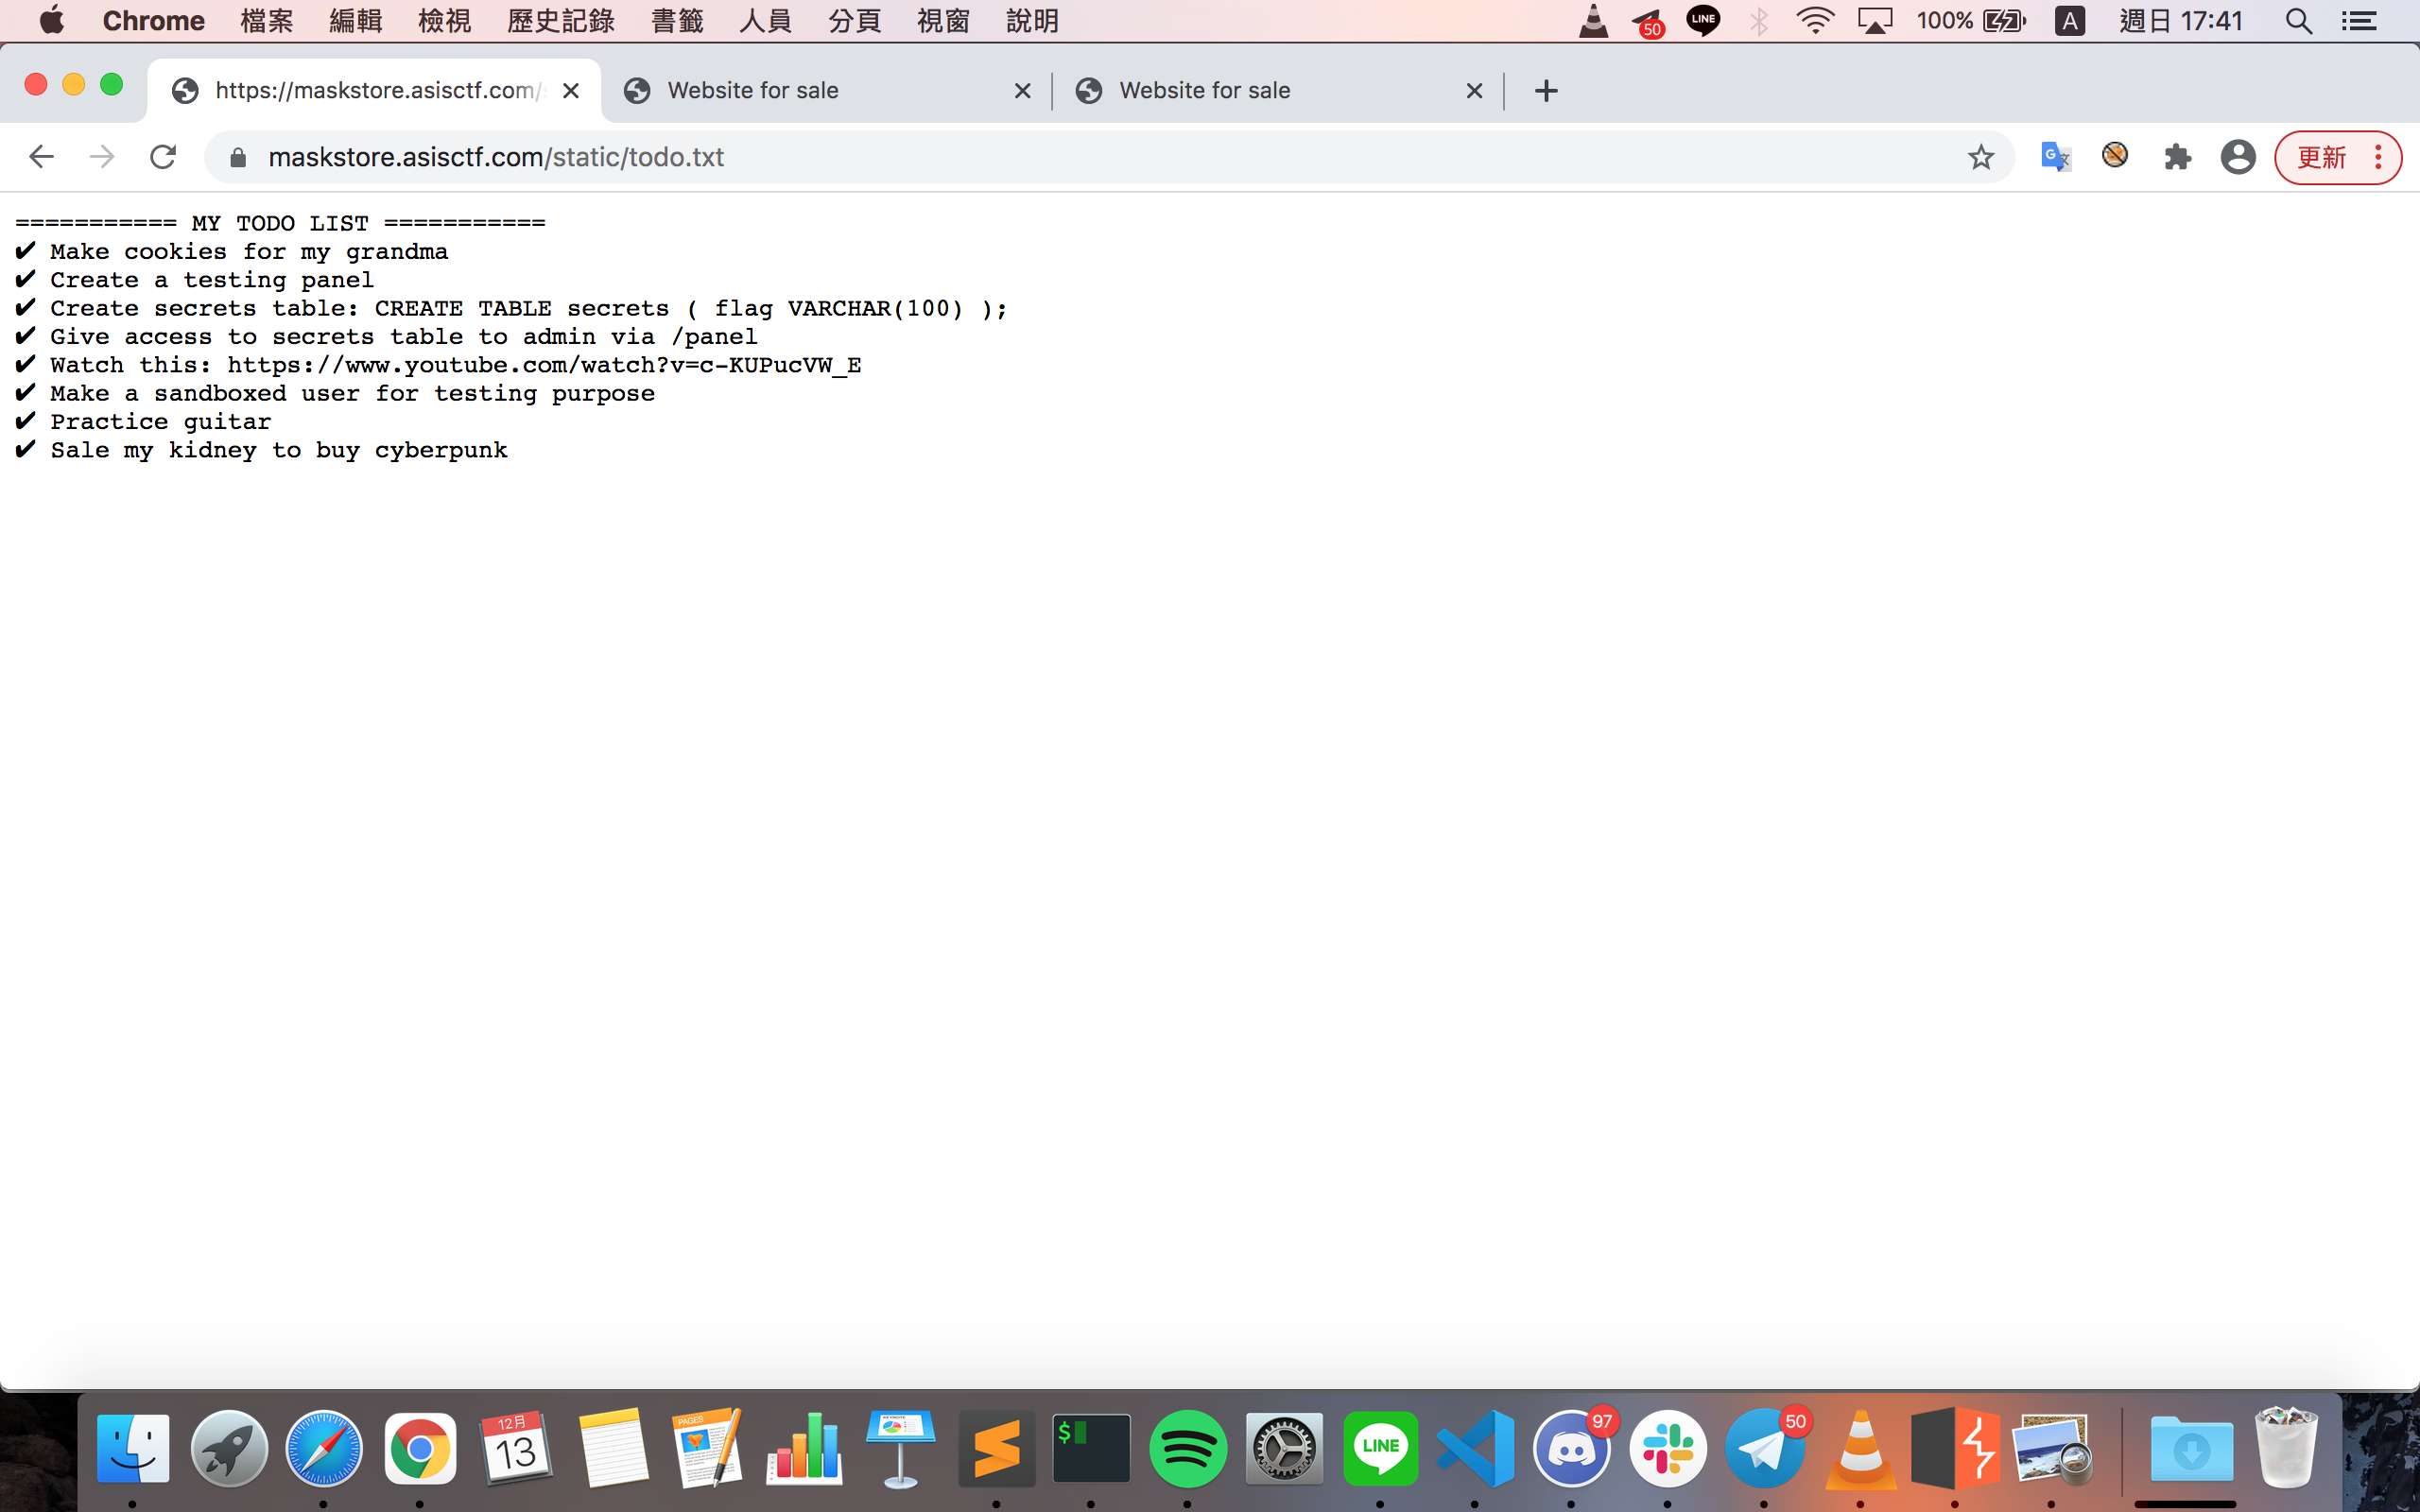 Chrome 檔案 編輯 檢視 歷史記錄 書籤 人員 分頁 視窗 說明 50 LINE 100% A 週日 17:41
https://maskstore.asisctf.com/ Website for sale Website for sale
maskstore.asisctf.com/static/todo.txt 更新
=========== MY TODO LIST ===========
✔ Make cookies for my grandma
✔ Create a testing panel
✔ Create secrets table: CREATE TABLE secrets ( flag VARCHAR(100) );
✔ Give access to secrets table to admin via /panel
✔ Watch this: https://www.youtube.com/watch?v=c-KUPucVW_E
✔ Make a sandboxed user for testing purpose
✔ Practice guitar
✔ Sale my kidney to buy cyberpunk
12月 PAGES KEYNOTE 97 50
13 $ LINE